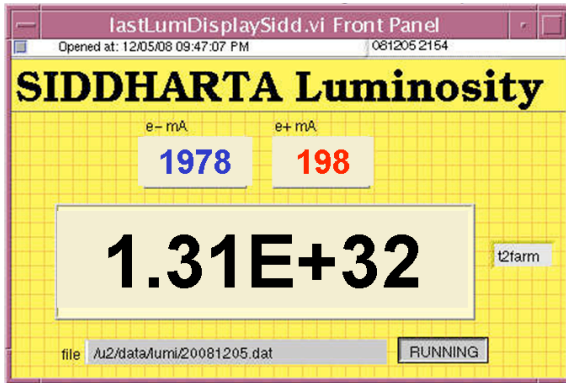 lastLumDisplaySidd.vi Front Panel
Opened at: 12/05/08 09:47:07 PM 081205 2154
SIDDHARTA Luminosity
e- mA e+ mA
1978 198
1.31E+32
t2farm
file /u2/data/lumi/20081205.dat RUNNING